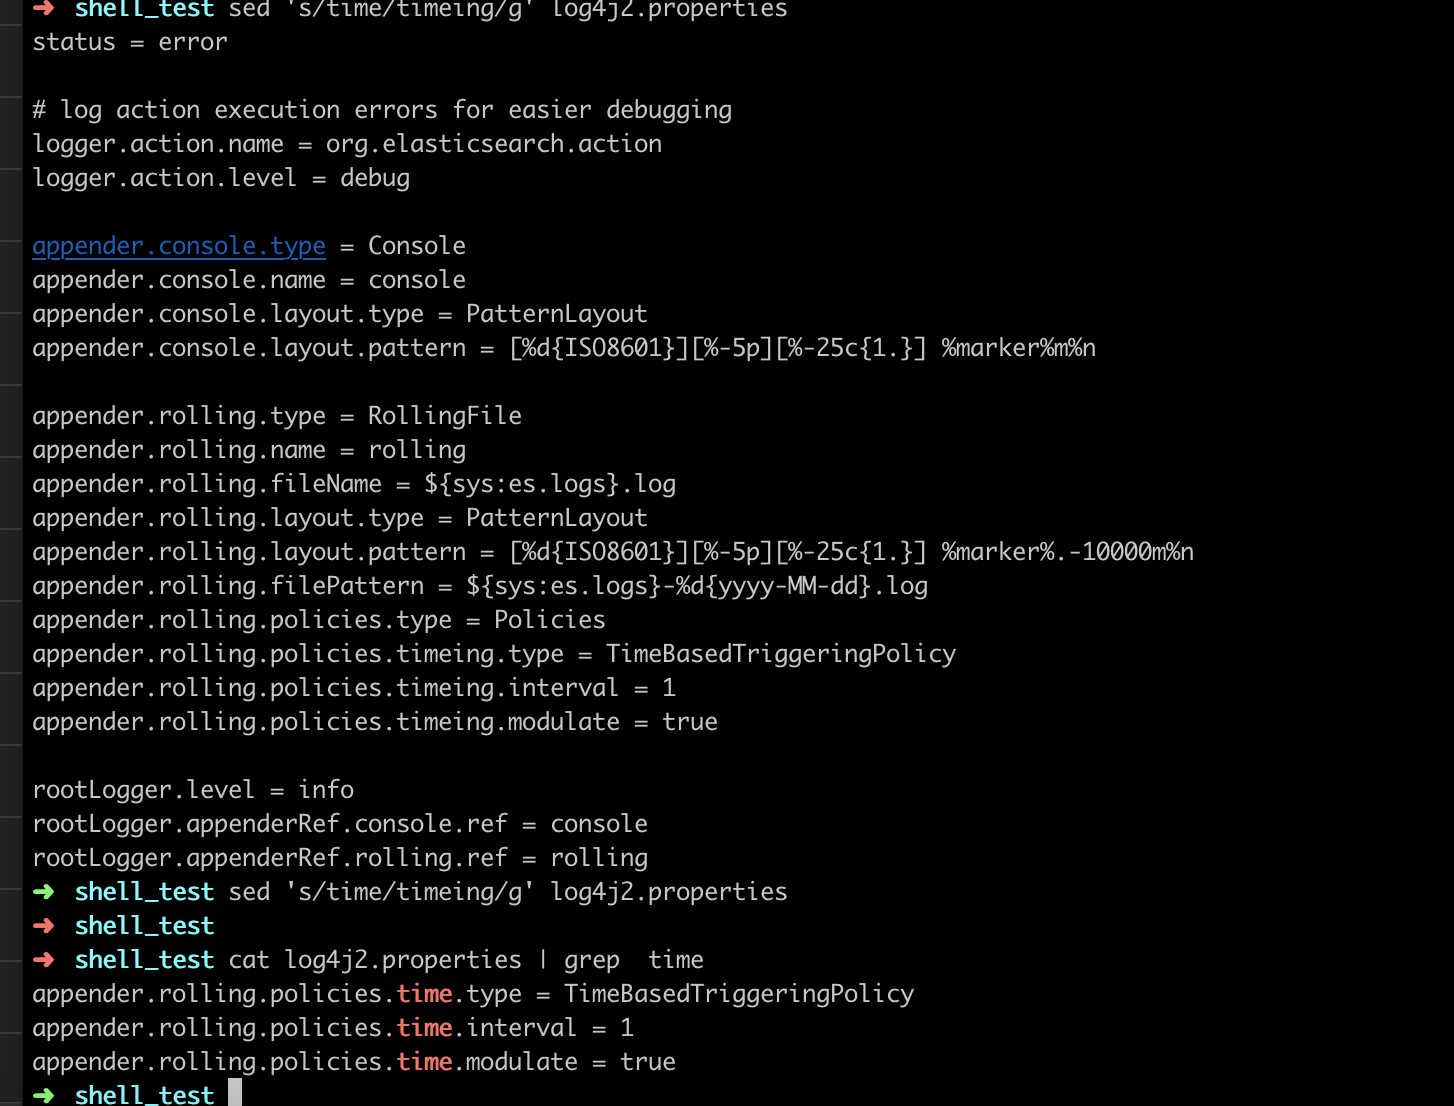 ➜ shell_test sed 's/time/timeing/g' log4j2.properties
status = error
# log action execution errors for easier debugging
logger.action.name = org.elasticsearch.action
logger.action.level = debug
appender.console.type = Console
appender.console.name = console
appender.console.layout.type = PatternLayout
appender.console.layout.pattern = [%d{ISO8601}][%-5p][%-25c{1.}] %marker%m%n
appender.rolling.type = RollingFile
appender.rolling.name = rolling
appender.rolling.fileName = ${sys:es.logs}.log
appender.rolling.layout.type = PatternLayout
appender.rolling.layout.pattern = [%d{ISO8601}][%-5p][%-25c{1.}] %marker%.-10000m%n
appender.rolling.filePattern = ${sys:es.logs}-%d{yyyy-MM-dd}.log
appender.rolling.policies.type = Policies
appender.rolling.policies.timeing.type = TimeBasedTriggeringPolicy
appender.rolling.policies.timeing.interval = 1
appender.rolling.policies.timeing.modulate = true
rootLogger.level = info
rootLogger.appenderRef.console.ref = console
rootLogger.appenderRef.rolling.ref = rolling
➜ shell_test sed 's/time/timeing/g' log4j2.properties
➜ shell_test
➜ shell_test cat log4j2.properties | grep  time
appender.rolling.policies.time.type = TimeBasedTriggeringPolicy
appender.rolling.policies.time.interval = 1
appender.rolling.policies.time.modulate = true
➜ shell_test